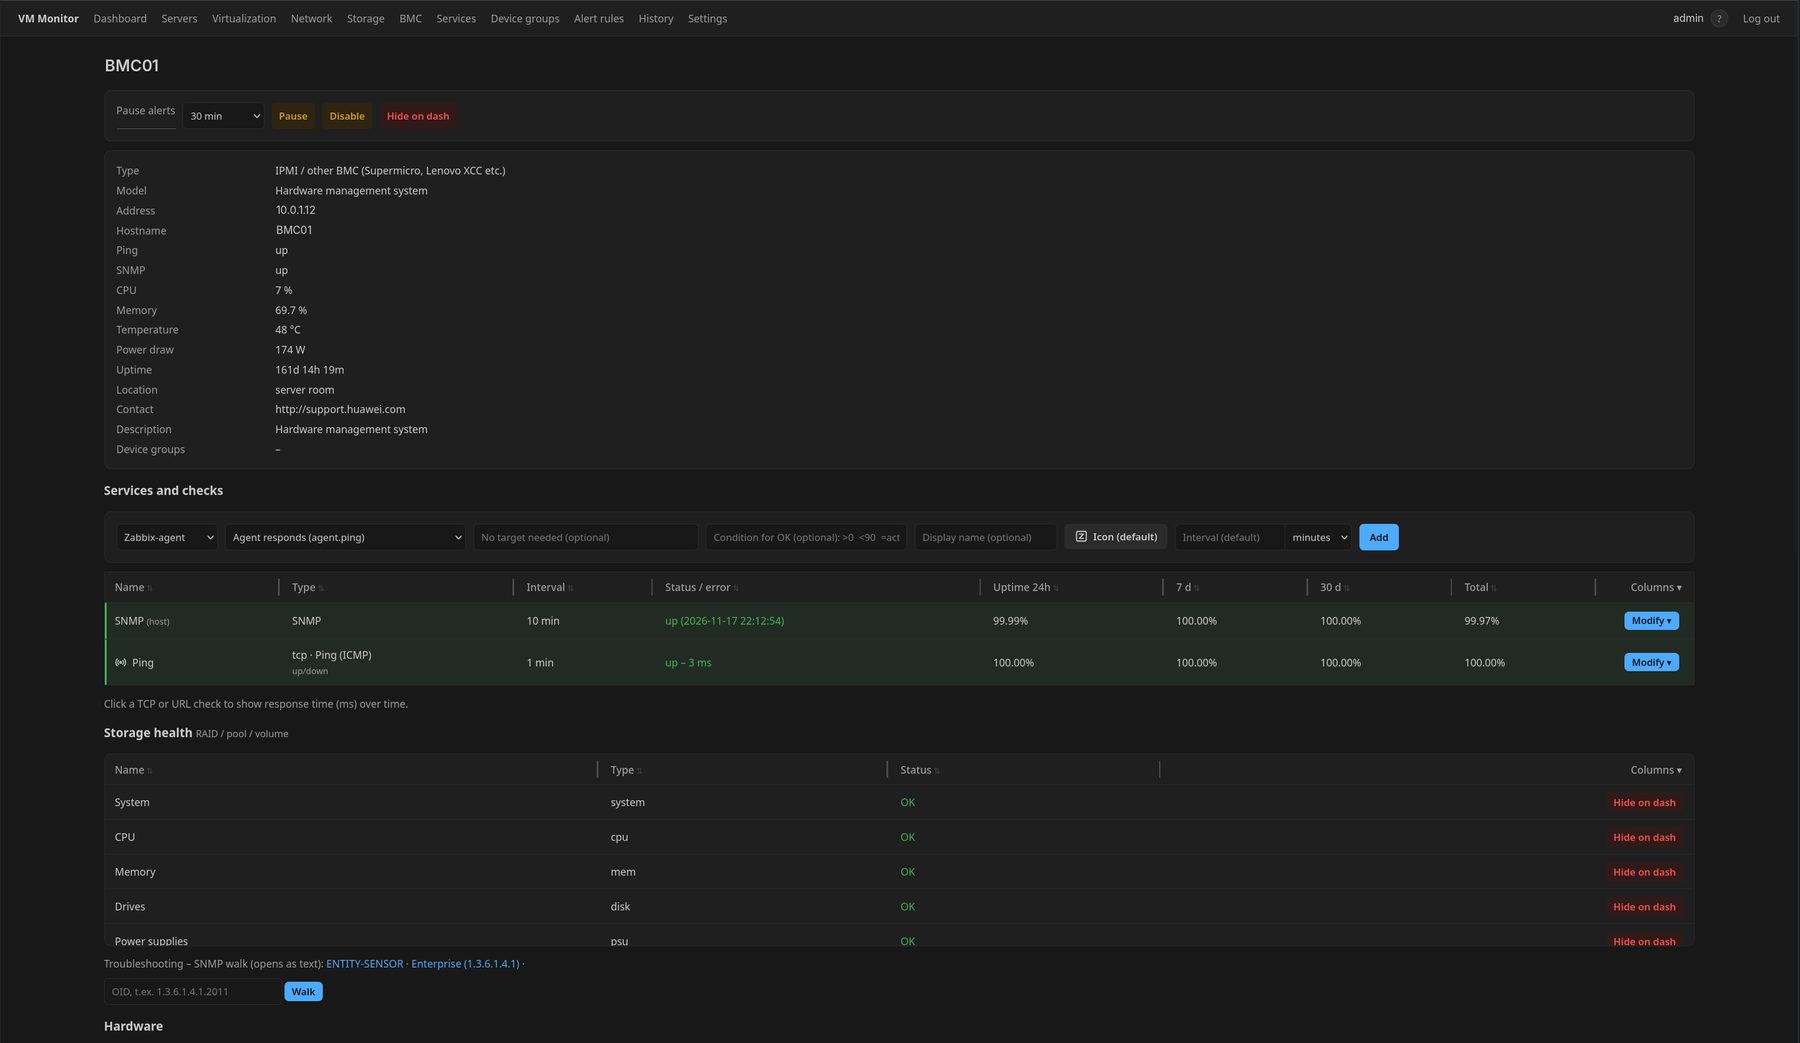 VM Monitor Dashboard Servers Virtualization Network Storage BMC Services Device groups Alert rules History Settings admin ? Log out
BMC01
Pause alerts 30 min Pause Disable Hide on dash
Type IPMI / other BMC (Supermicro, Lenovo XCC etc.)
Model Hardware management system
Address 10.0.1.12
Hostname BMC01
Ping up
SNMP up
CPU 7 %
Memory 69.7 %
Temperature 48 °C
Power draw 174 W
Uptime 161d 14h 19m
Location server room
Contact http://support.huawei.com
Description Hardware management system
Device groups –
Services and checks
Zabbix-agent Agent responds (agent.ping) No target needed (optional) Condition for OK (optional): >0 <90 =act Display name (optional) Icon (default) Interval (default) minutes Add
Name Type Interval Status / error Uptime 24h 7 d 30 d Total Columns ▾
SNMP (host) SNMP 10 min up (2026-11-17 22:12:54) 99.99% 100.00% 100.00% 99.97% Modify ▾
Ping tcp · Ping (ICMP) 1 min up – 3 ms 100.00% 100.00% 100.00% 100.00% Modify ▾
up/down
Click a TCP or URL check to show response time (ms) over time.
Storage health RAID / pool / volume
Name Type Status Columns ▾
System system OK Hide on dash
CPU cpu OK Hide on dash
Memory mem OK Hide on dash
Drives disk OK Hide on dash
Power supplies psu OK Hide on dash
Troubleshooting – SNMP walk (opens as text): ENTITY-SENSOR · Enterprise (1.3.6.1.4.1) ·
OID, t.ex. 1.3.6.1.4.1.2011 Walk
Hardware